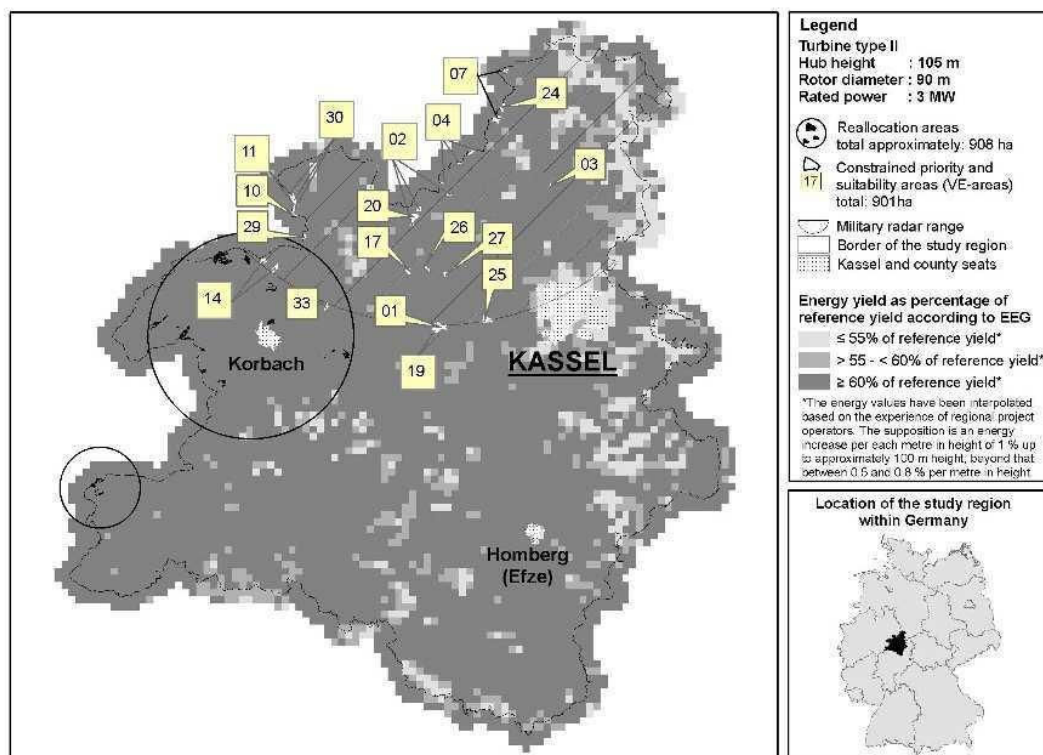 07
24
30
04
02
11
03
10
20
29
26
27
17
25
14
33
01
Korbach
KASSEL
19
Homberg
(Efze)
Legend
Turbine type II
Hub height : 105 m
Rotor diameter : 90 m
Rated power : 3 MW
Reallocation areas
total approximately: 908 ha
Constrained priority and
17 suitability areas (VE-areas)
total: 901ha
Military radar range
Border of the study region
Kassel and county seats
Energy yield as percentage of
reference yield according to EEG
≤ 55% of reference yield*
> 55 - < 60% of reference yield*
≥ 60% of reference yield*
*The energy values have been interpolated
based on the experience of regional project
operators. The supposition is an energy
increase per each metre in height of 1 % up
to approximately 100 m height; beyond that
between 0.5 and 0.8 % per metre in height.
Location of the study region
within Germany